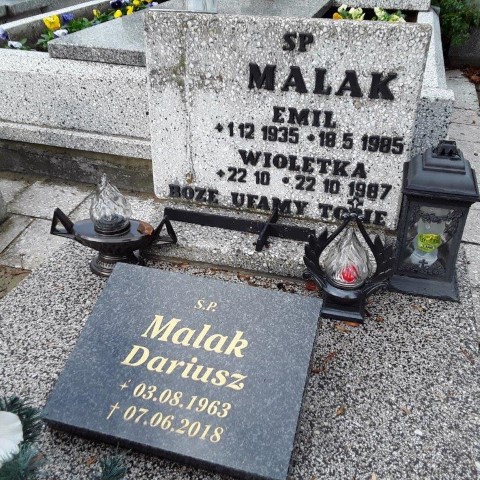 SP
MALAK
EMIL
*1 12 1935 *18.5 1985
WIOLETKA
*22 10 *22 10 1987
BOŻE UFAMY TOBIE
Ś.P.
Malak
Dariusz
* 03.08.1963
† 07.06.2018